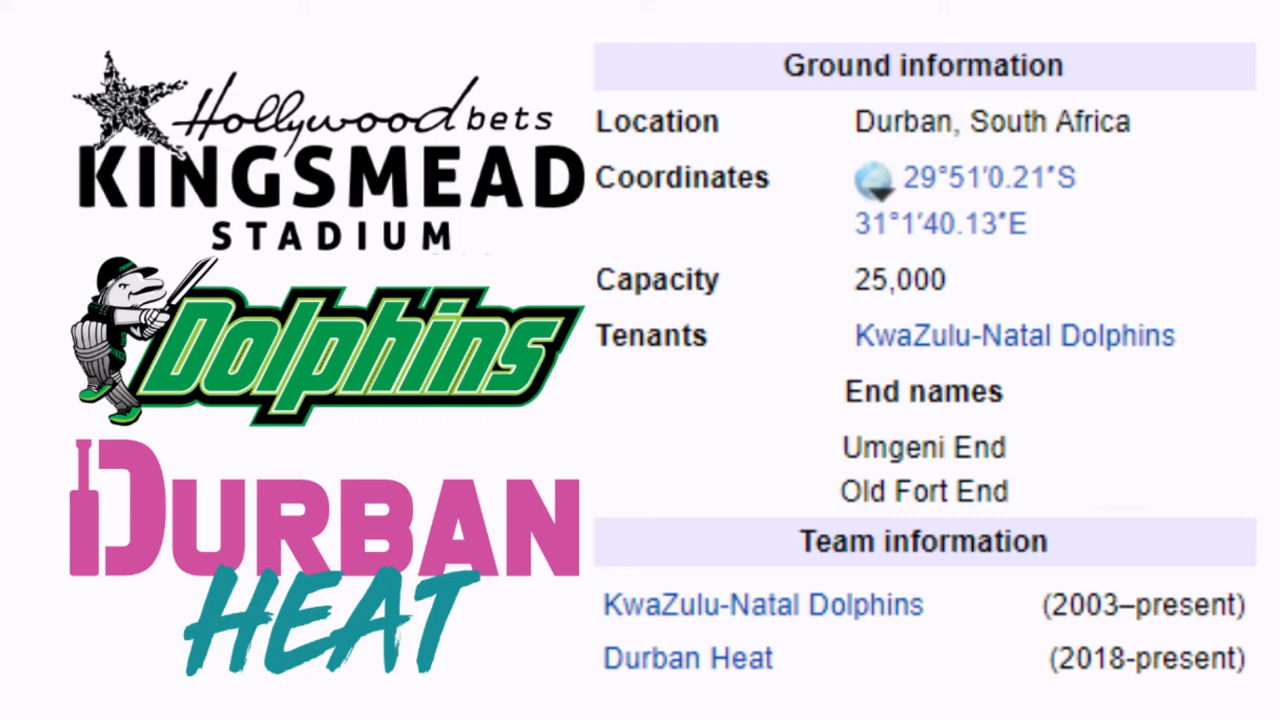 Hollywoodbets
KINGSMEAD
STADIUM
Dolphins
DURBAN
HEAT
Ground information
Location Durban, South Africa
Coordinates 29°51′0.21″S
31°1′40.13″E
Capacity 25,000
Tenants KwaZulu-Natal Dolphins
End names
Umgeni End
Old Fort End
Team information
KwaZulu-Natal Dolphins (2003–present)
Durban Heat (2018-present)